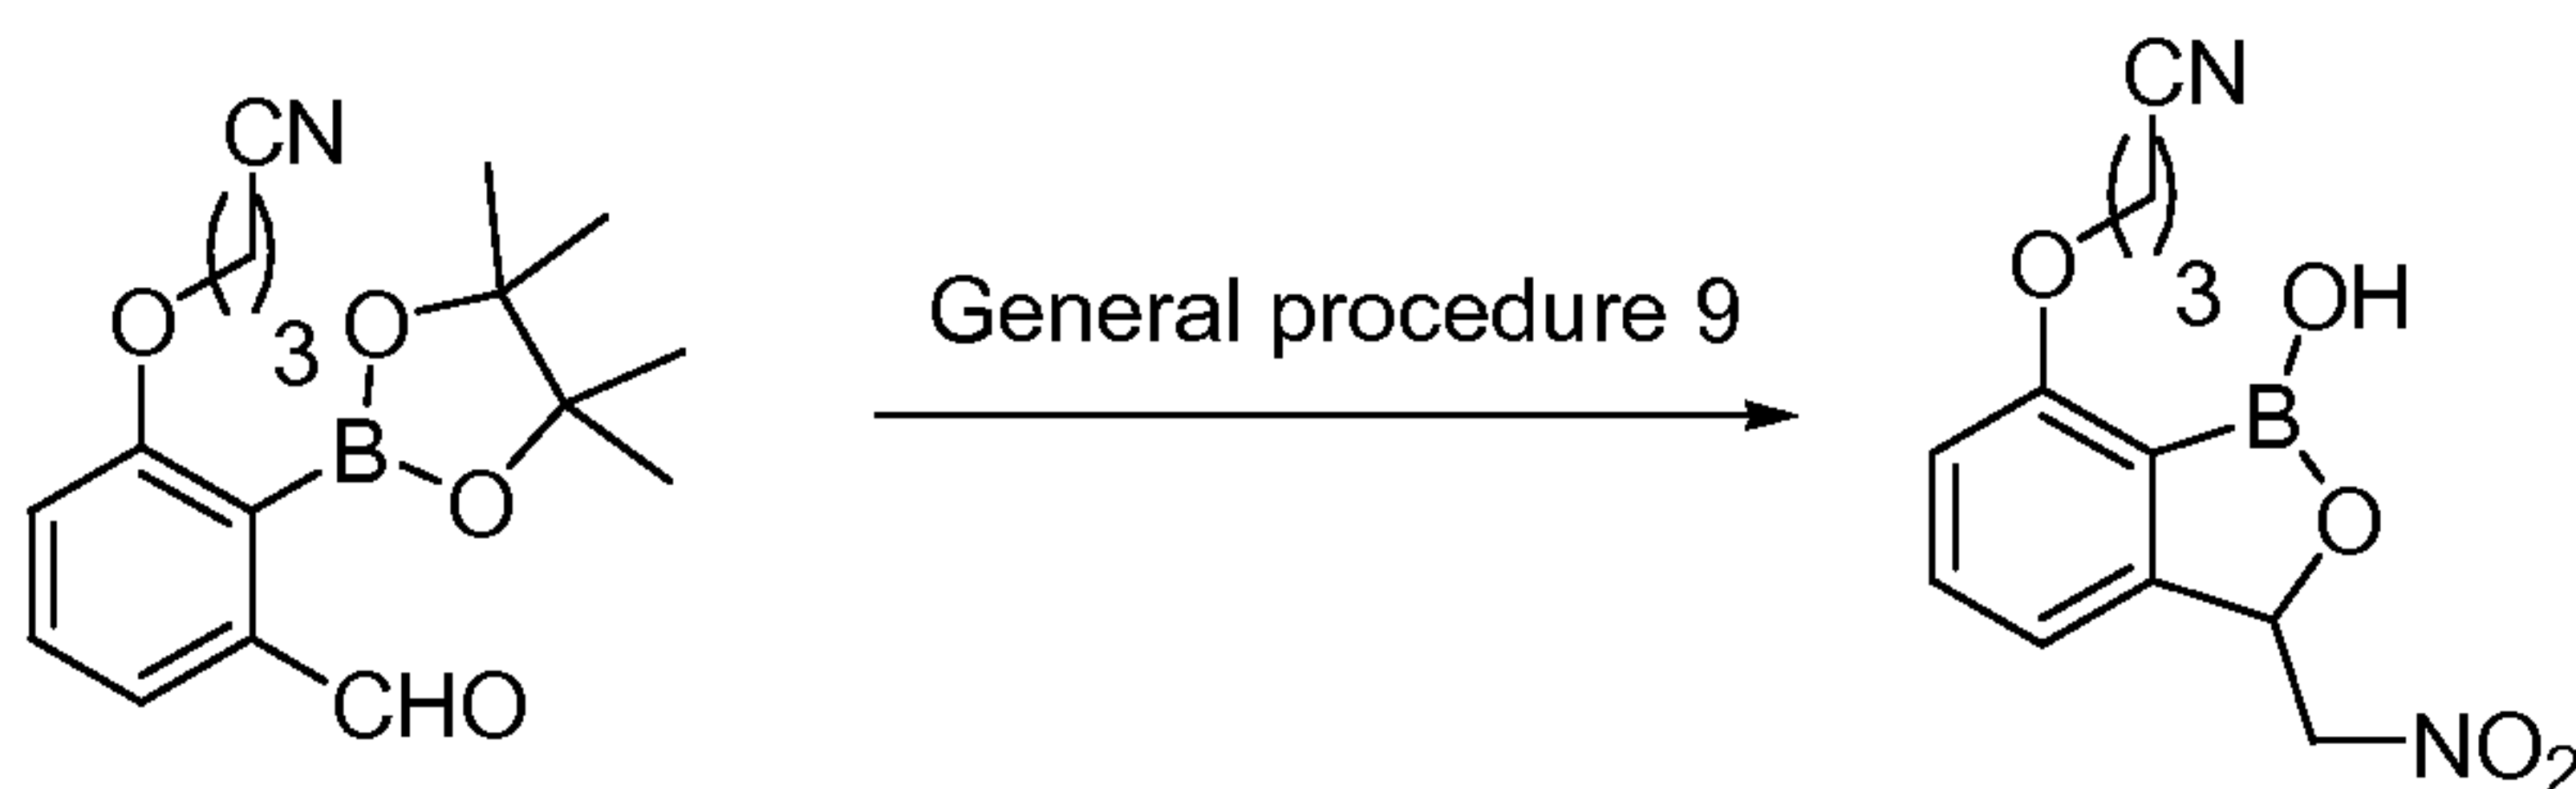 CN
O
3
O
B
O
CHO
General procedure 9
CN
O
3
OH
B
O
NO2